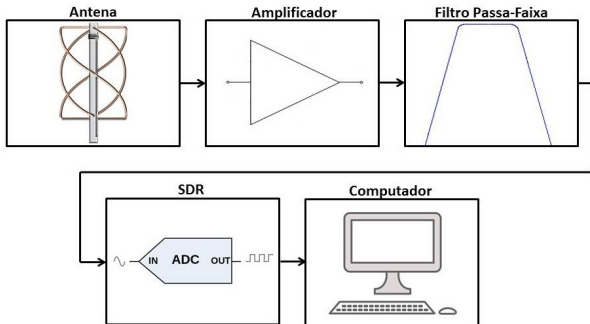 Antena
Amplificador
Filtro Passa-Faixa
SDR
IN
ADC
OUT
Computador